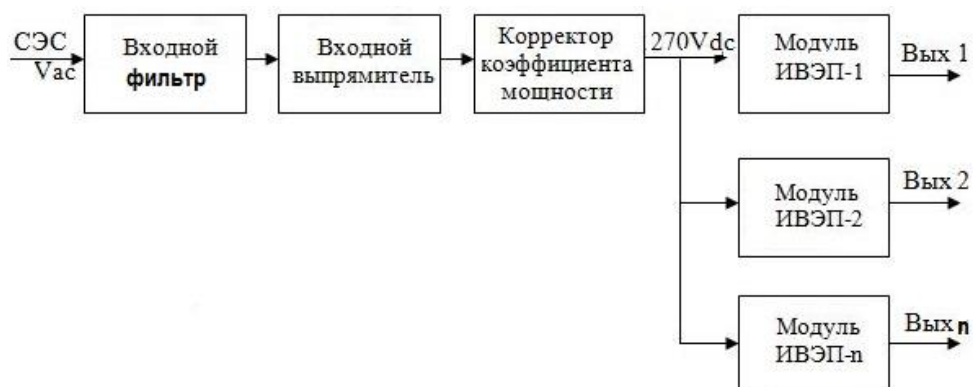 СЭС
Vac
Входной
фильтр
Входной
выпрямитель
Корректор
коэффициента
мощности
270Vdc
Модуль
ИВЭП-1
Вых 1
Модуль
ИВЭП-2
Вых 2
Модуль
ИВЭП-n
Вых n